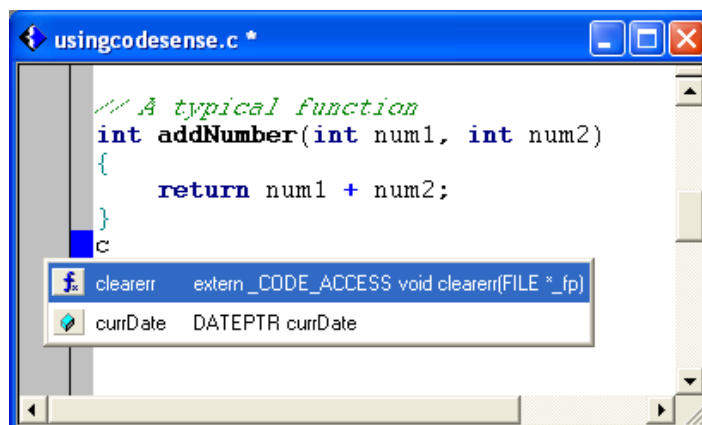 usingcodesense.c *
// A typical function
int addNumber(int num1, int num2)
{
return num1 + num2;
}
c
clearerr extern _CODE_ACCESS void clearerr(FILE *_fp)
currDate DATEPTR currDate